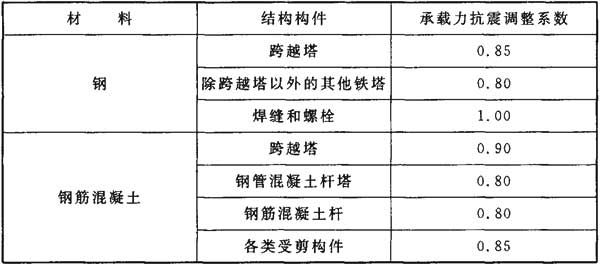 材 料 结构构件 承载力抗震调整系数
钢 跨越塔 0.85
除跨越塔以外的其他铁塔 0.80
焊缝和螺栓 1.00
钢筋混凝土 跨越塔 0.90
钢管混凝土杆塔 0.80
钢筋混凝土杆 0.80
各类受剪构件 0.85